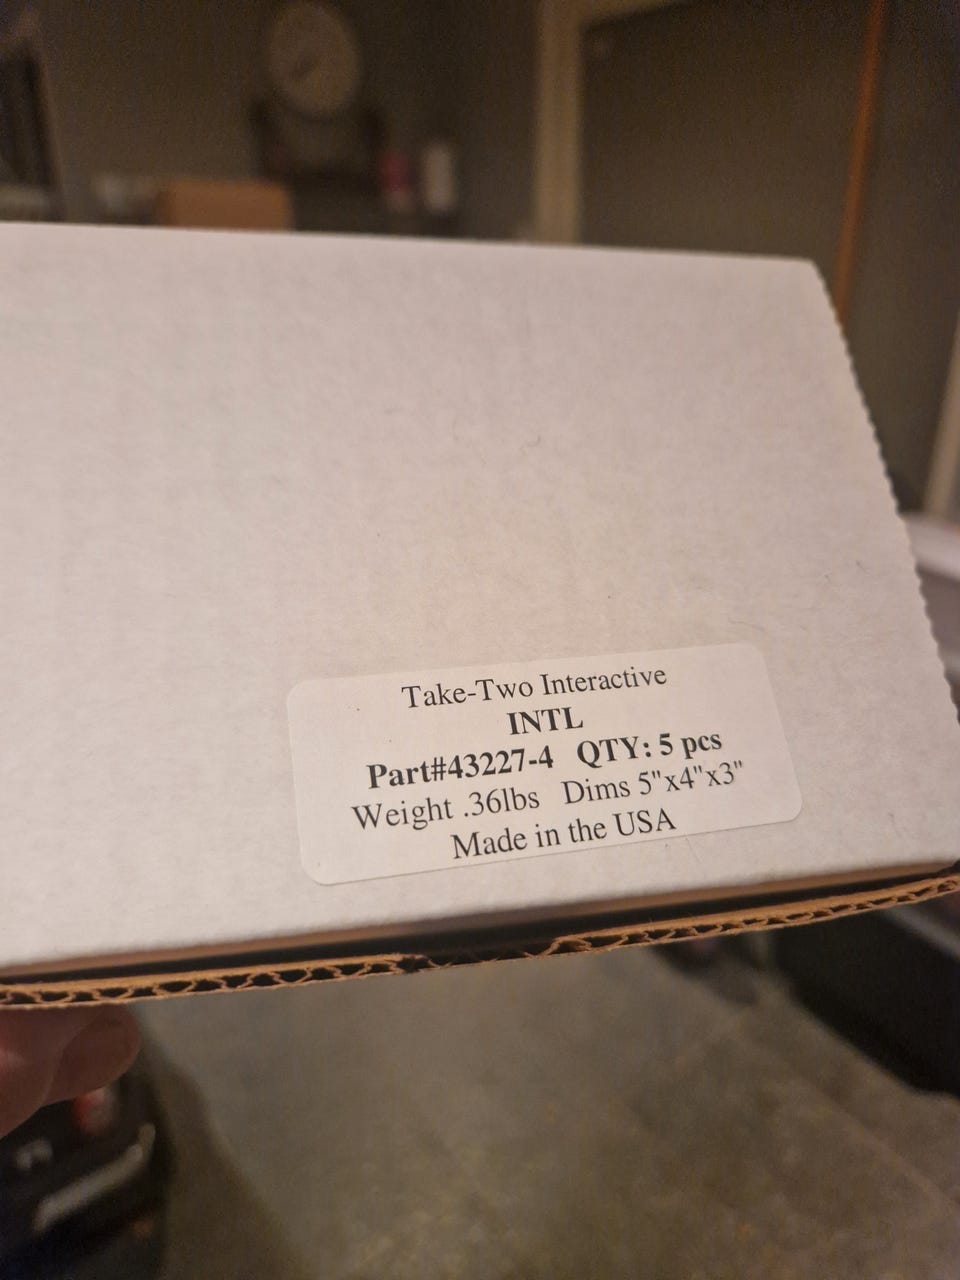 Take-Two Interactive
INTL
Part#43227-4 QTY: 5 pcs
Weight .36lbs Dims 5"x4"x3"
Made in the USA